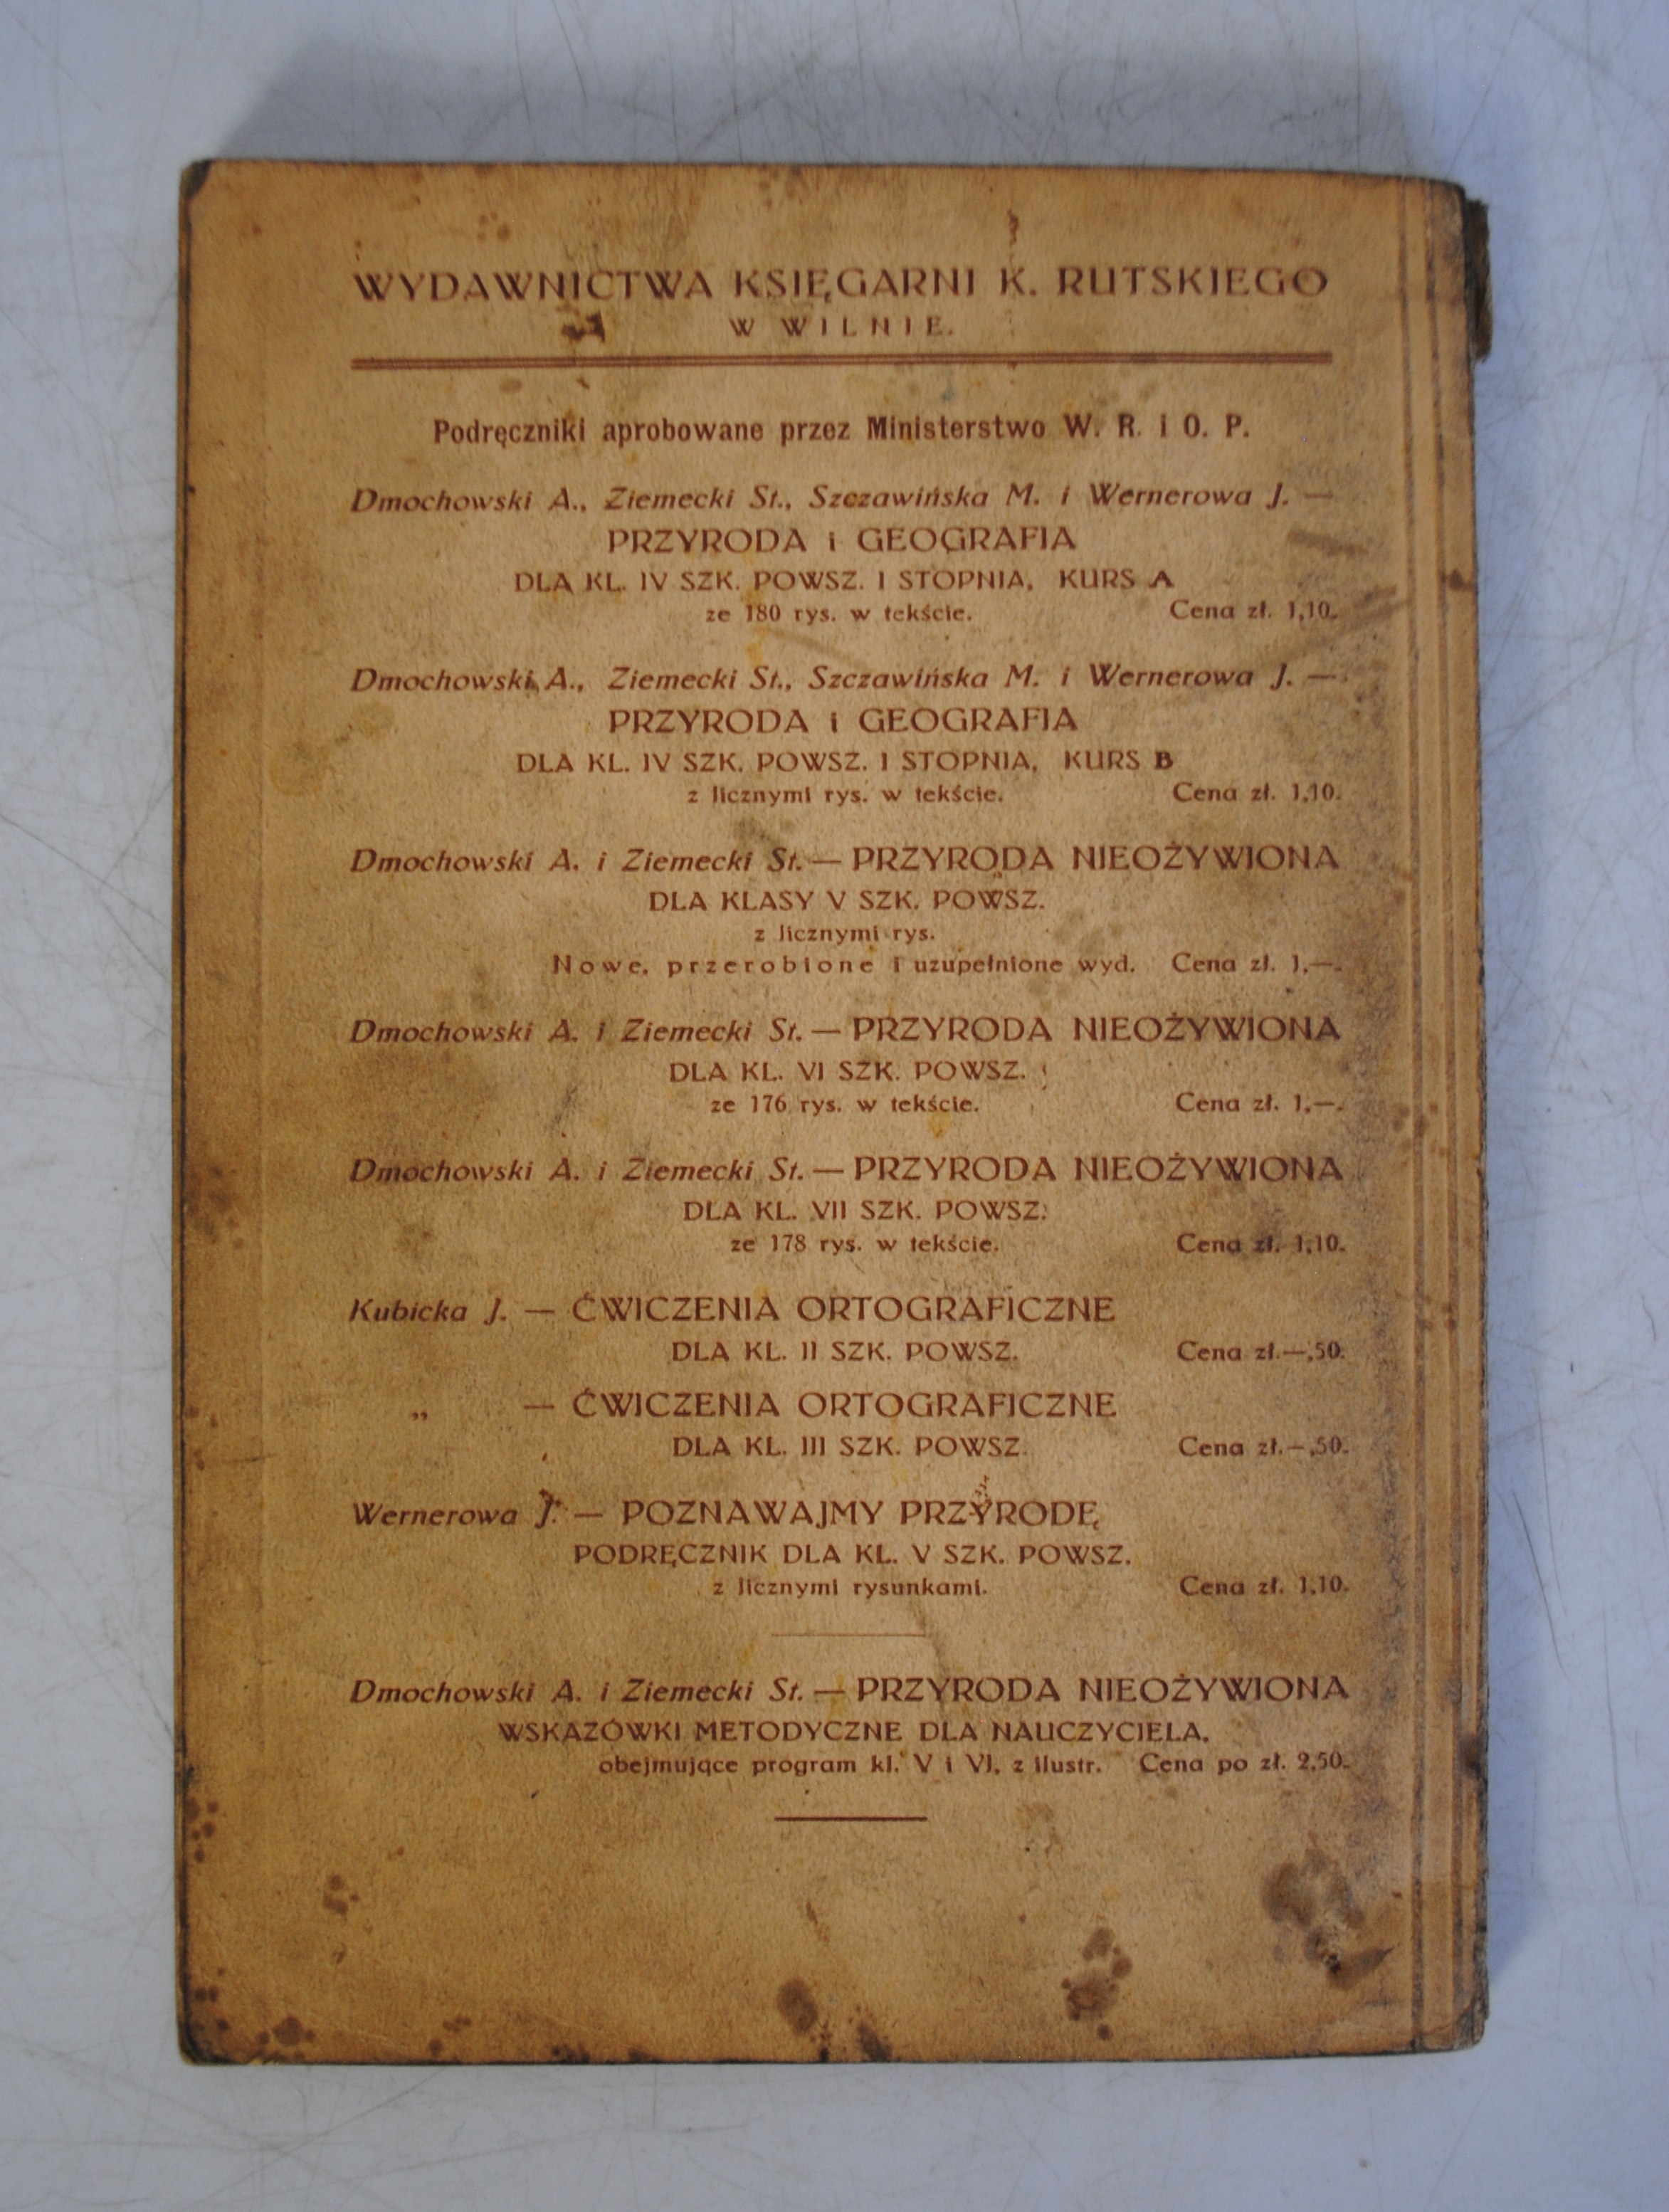 WYDAWNICTWA KSIĘGARNI K. RUTSKIEGO
W WILNIE.
Podręczniki aprobowane przez Ministerstwo W. R. i O. P.
Dmochowski A., Ziemecki St., Szczawińska M. i Wernerowa J. —
PRZYRODA i GEOGRAFIA
DLA KL. IV SZK. POWSZ. I STOPNIA, KURS A
ze 180 rys. w tekście. Cena zł. 1,10.
Dmochowski A., Ziemecki St., Szczawińska M. i Wernerowa J. —
PRZYRODA i GEOGRAFIA
DLA KL. IV SZK. POWSZ. I STOPNIA, KURS B
z licznymi rys. w tekście. Cena zł. 1,10.
Dmochowski A. i Ziemecki St. — PRZYRODA NIEOŻYWIONA
DLA KLASY V SZK. POWSZ.
z licznymi rys.
Nowe, przerobione i uzupełnione wyd. Cena zł. 1,—.
Dmochowski A. i Ziemecki St. — PRZYRODA NIEOŻYWIONA
DLA KL. VI SZK. POWSZ.
ze 176 rys. w tekście. Cena zł. 1,—.
Dmochowski A. i Ziemecki St. — PRZYRODA NIEOŻYWIONA
DLA KL. VII SZK. POWSZ.
ze 178 rys. w tekście. Cena zł. 1,10.
Kubicka J. — ĆWICZENIA ORTOGRAFICZNE
DLA KL. II SZK. POWSZ. Cena zł.—,50.
„ — ĆWICZENIA ORTOGRAFICZNE
DLA KL. III SZK. POWSZ. Cena zł.—,50.
Wernerowa J. — POZNAWAJMY PRZYRODĘ
PODRĘCZNIK DLA KL. V SZK. POWSZ.
z licznymi rysunkami. Cena zł. 1,10.
Dmochowski A. i Ziemecki St. — PRZYRODA NIEOŻYWIONA
WSKAZÓWKI METODYCZNE DLA NAUCZYCIELA,
obejmujące program kl. V i VI, z ilustr. Cena po zł. 2,50.